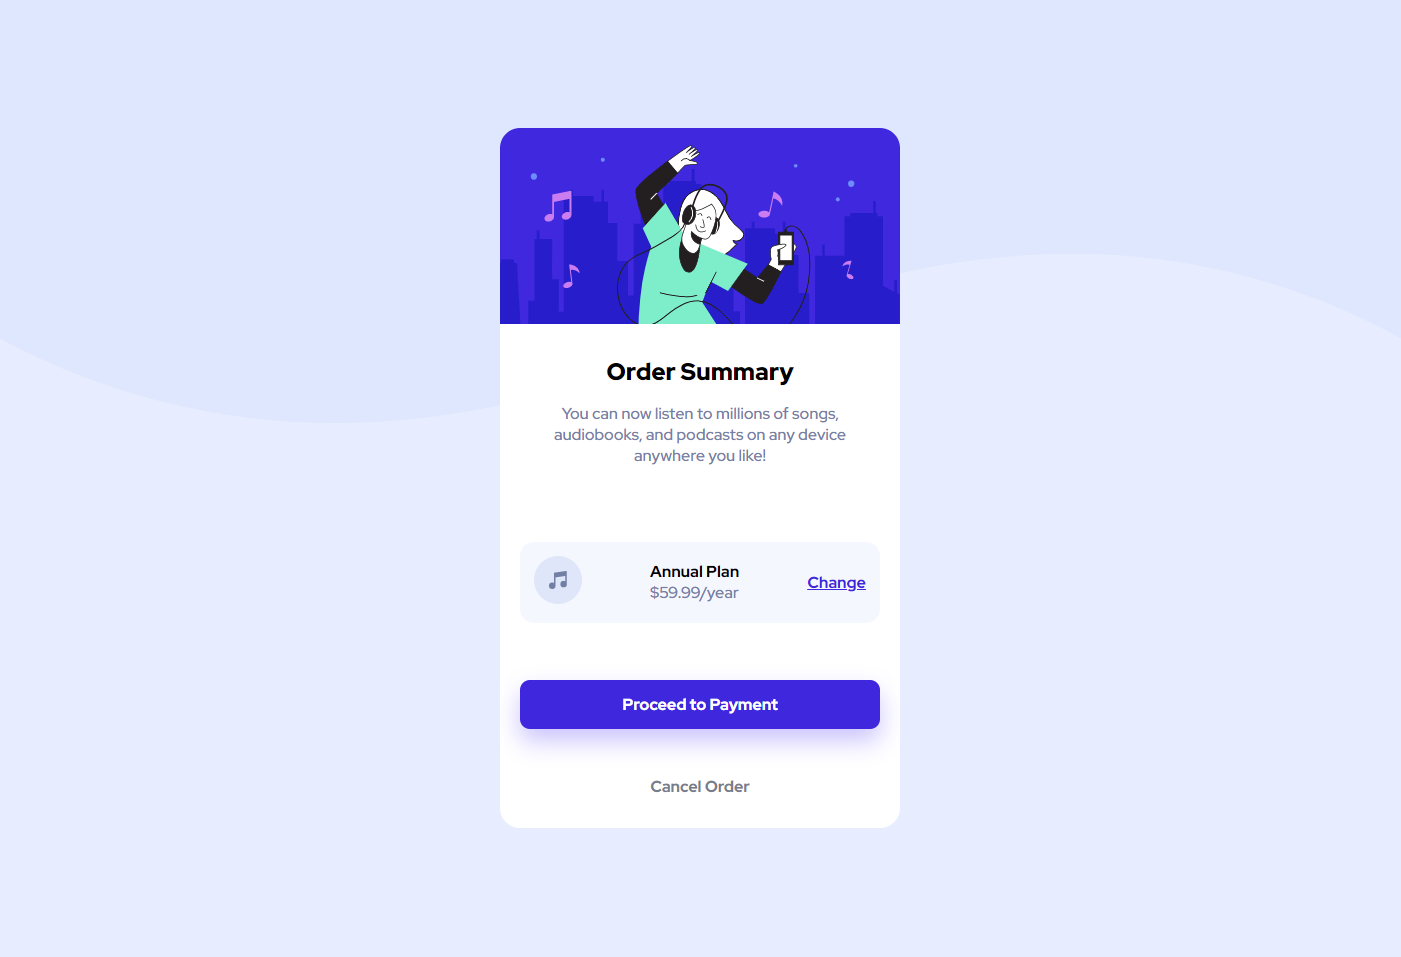 Order Summary
You can now listen to millions of songs,
audiobooks, and podcasts on any device
anywhere you like!
Annual Plan
$59.99/year
Change
Proceed to Payment
Cancel Order